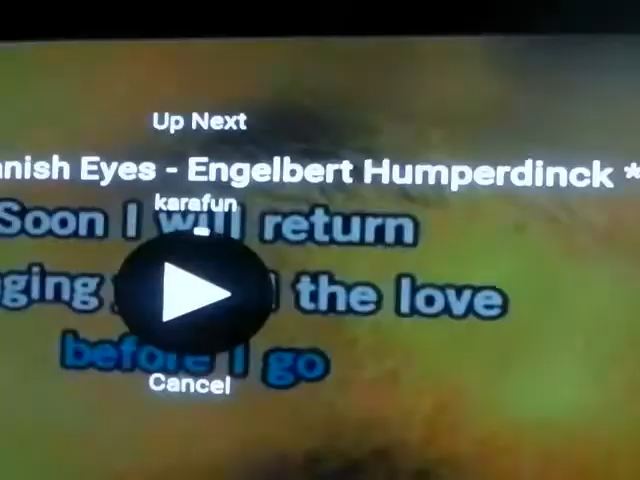 Up Next
nish Eyes - Engelbert Humperdinck *
karafun
Soon I will return
ging the love
before I go
Cancel